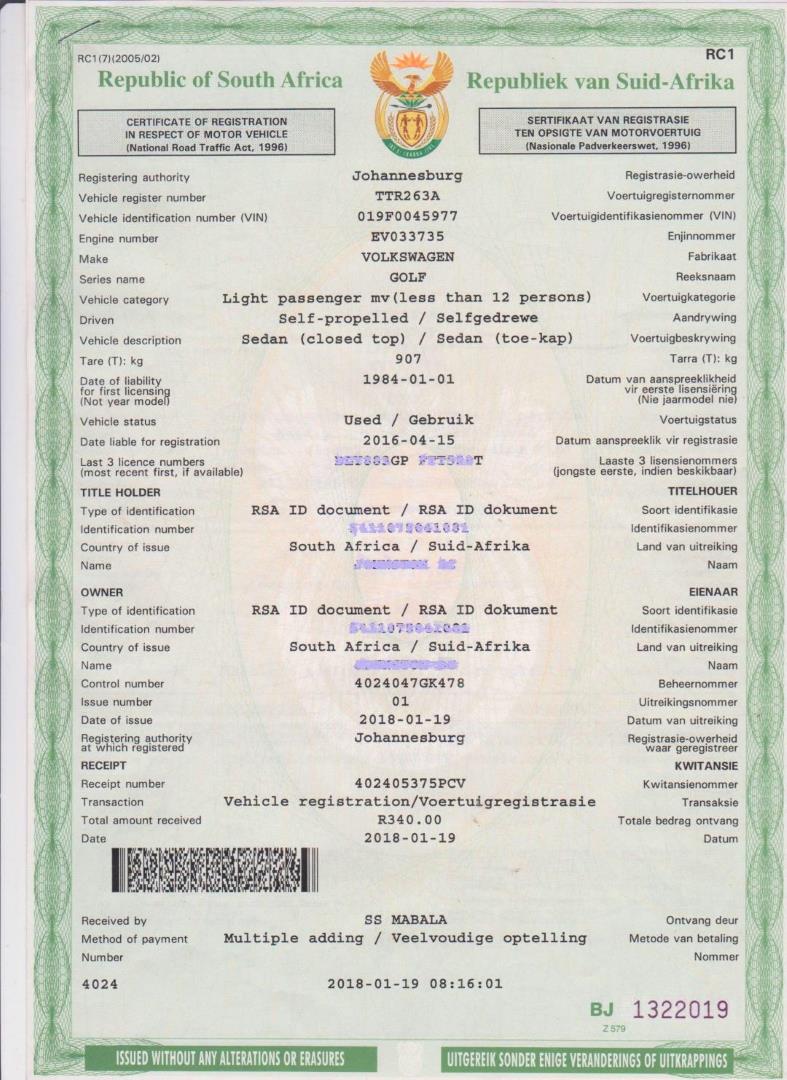 RC1(7)(2005/02)
RC1
Republic of South Africa
Republiek van Suid-Afrika
CERTIFICATE OF REGISTRATION
IN RESPECT OF MOTOR VEHICLE
(National Road Traffic Act, 1996)
SERTIFIKAAT VAN REGISTRASIE
TEN OPSIGTE VAN MOTORVOERTUIG
(Nasionale Padverkeerswet, 1996)
Registering authority Johannesburg Registrasie-owerheid
Vehicle register number TTR263A Voertuigregisternommer
Vehicle identification number (VIN) 019F0045977 Voertuigidentifikasienommer (VIN)
Engine number EV033735 Enjinnommer
Make VOLKSWAGEN Fabrikaat
Series name GOLF Reeksnaam
Vehicle category Light passenger mv(less than 12 persons) Voertuigkategorie
Driven Self-propelled / Selfgedrewe Aandrywing
Vehicle description Sedan (closed top) / Sedan (toe-kap) Voertuigbeskrywing
Tare (T): kg 907 Tarra (T): kg
Date of liability 1984-01-01 Datum van aanspreeklikheid
for first licensing vir eerste lisensiëring
(Not year model) (Nie jaarmodel nie)
Vehicle status Used / Gebruik Voertuigstatus
Date liable for registration 2016-04-15 Datum aanspreeklik vir registrasie
Last 3 licence numbers Laaste 3 lisensienommers
(most recent first, if available) (jongste eerste, indien beskikbaar)
TITLE HOLDER TITELHOUER
Type of identification RSA ID document / RSA ID dokument Soort identifikasie
Identification number Identifikasienommer
Country of issue South Africa / Suid-Afrika Land van uitreiking
Name Naam
OWNER EIENAAR
Type of identification RSA ID document / RSA ID dokument Soort identifikasie
Identification number Identifikasienommer
Country of issue South Africa / Suid-Afrika Land van uitreiking
Name Naam
Control number 4024047GK478 Beheernommer
Issue number 01 Uitreikingsnommer
Date of issue 2018-01-19 Datum van uitreiking
Registering authority Johannesburg Registrasie-owerheid
at which registered waar geregistreer
RECEIPT KWITANSIE
Receipt number 402405375PCV Kwitansienommer
Transaction Vehicle registration/Voertuigregistrasie Transaksie
Total amount received R340.00 Totale bedrag ontvang
Date 2018-01-19 Datum
Received by SS MABALA Ontvang deur
Method of payment Multiple adding / Veelvoudige optelling Metode van betaling
Number Nommer
4024 2018-01-19 08:16:01
BJ 1322019
Z 579
ISSUED WITHOUT ANY ALTERATIONS OR ERASURES
UITGEREIK SONDER ENIGE VERANDERINGS OF UITKRAPPINGS